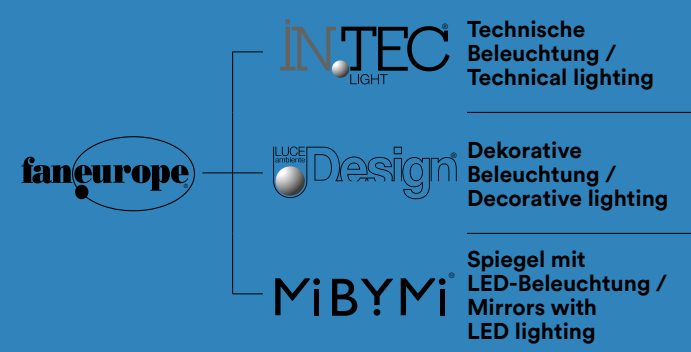 faneurope®
IN.TEC®
LIGHT
Technische
Beleuchtung /
Technical lighting
LUCE
ambiente
Design®
Dekorative
Beleuchtung /
Decorative lighting
MiBYMi®
Spiegel mit
LED-Beleuchtung /
Mirrors with
LED lighting